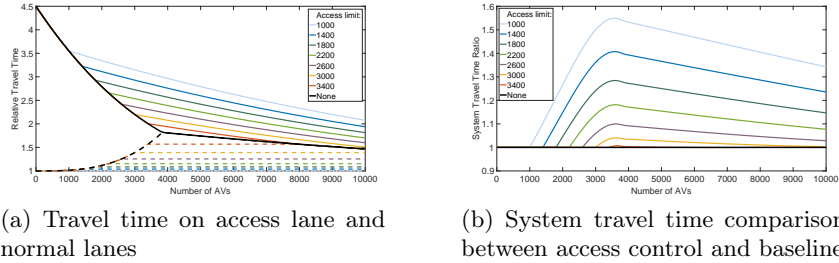 4.5
4
3.5
3
2.5
2
1.5
1
Relative Travel Time
0 1000 2000 3000 4000 5000 6000 7000 8000 9000 10000
Number of AVs
Access limit:
1000
1400
1800
2200
2600
3000
3400
None
(a) Travel time on access lane and
normal lanes
1.6
1.5
1.4
1.3
1.2
1.1
1
0.9
System Travel Time Ratio
0 1000 2000 3000 4000 5000 6000 7000 8000 9000 10000
Number of AVs
Access limit:
1000
1400
1800
2200
2600
3000
3400
None
(b) System travel time comparison
between access control and baseline